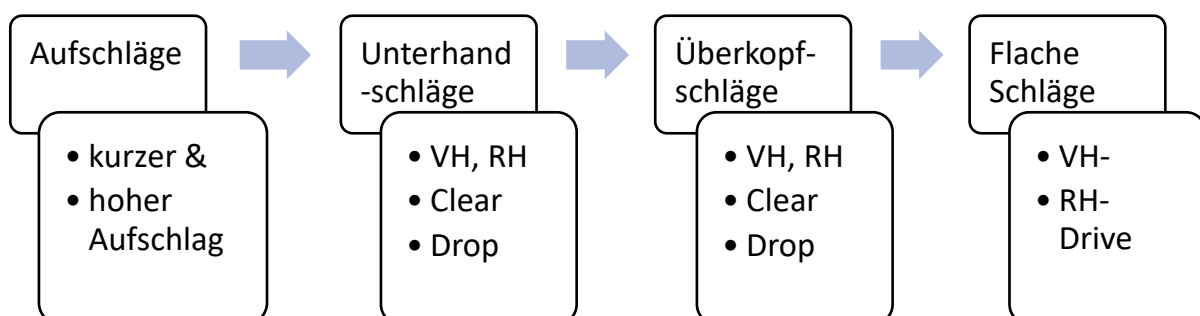 Aufschläge
• kurzer &
• hoher
Aufschlag
Unterhand
-schläge
• VH, RH
• Clear
• Drop
Überkopf-
schläge
• VH, RH
• Clear
• Drop
Flache
Schläge
• VH-
• RH-
Drive